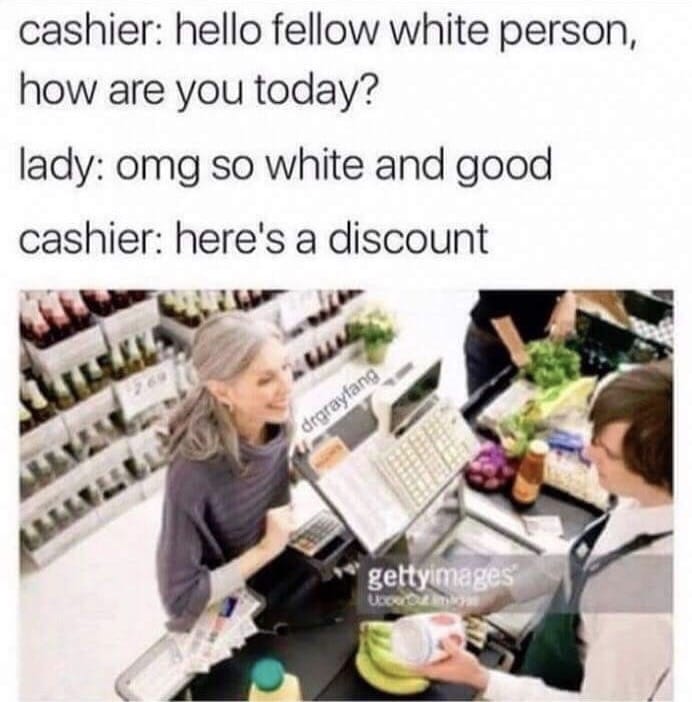 cashier: hello fellow white person,
how are you today?
lady: omg so white and good
cashier: here's a discount
drgrayfang
gettyimages